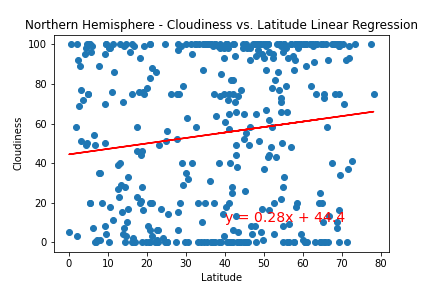 Northern Hemisphere - Cloudiness vs. Latitude Linear Regression
100
80
60
40
20
0
Cloudiness
y = 0.28x + 44.4
0 10 20 30 40 50 60 70 80
Latitude